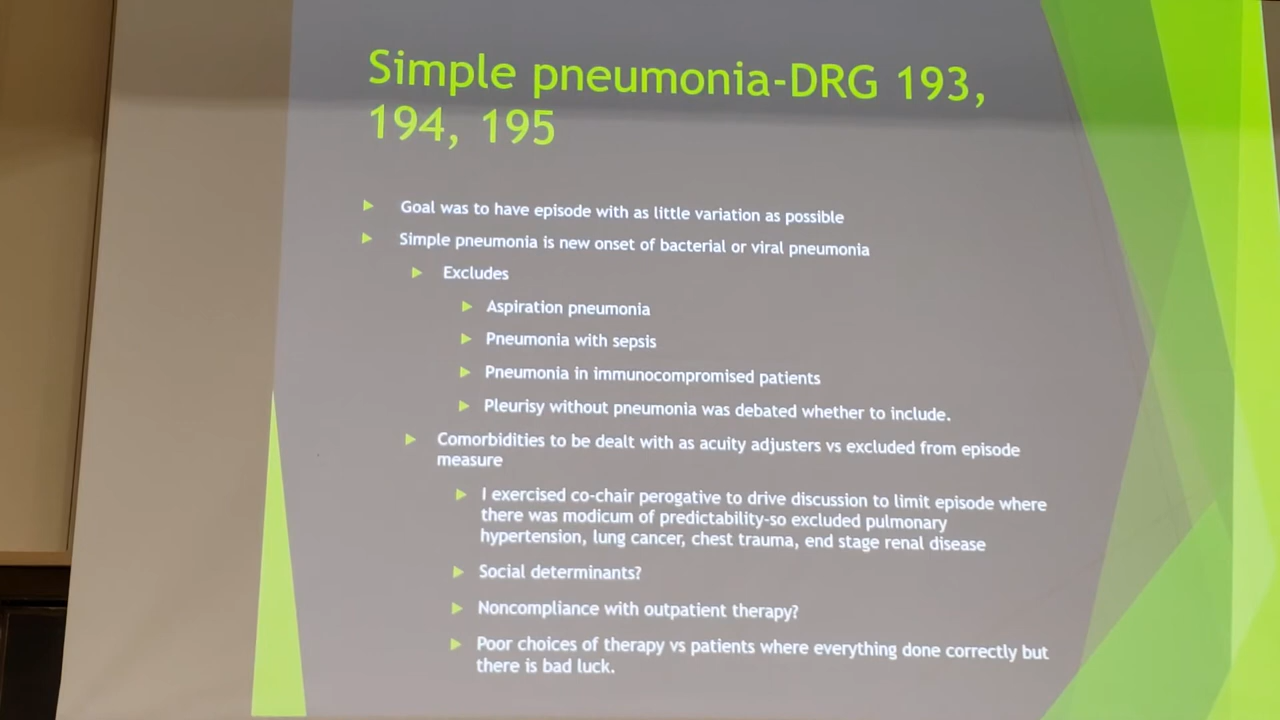 Simple pneumonia-DRG 193,
194, 195
Goal was to have episode with as little variation as possible
Simple pneumonia is new onset of bacterial or viral pneumonia
Excludes
Aspiration pneumonia
Pneumonia with sepsis
Pneumonia in immunocompromised patients
Pleurisy without pneumonia was debated whether to include.
Comorbidities to be dealt with as acuity adjusters vs excluded from episode
measure
I exercised co-chair perogative to drive discussion to limit episode where
there was modicum of predictability-so excluded pulmonary
hypertension, lung cancer, chest trauma, end stage renal disease
Social determinants?
Noncompliance with outpatient therapy?
Poor choices of therapy vs patients where everything done correctly but
there is bad luck.